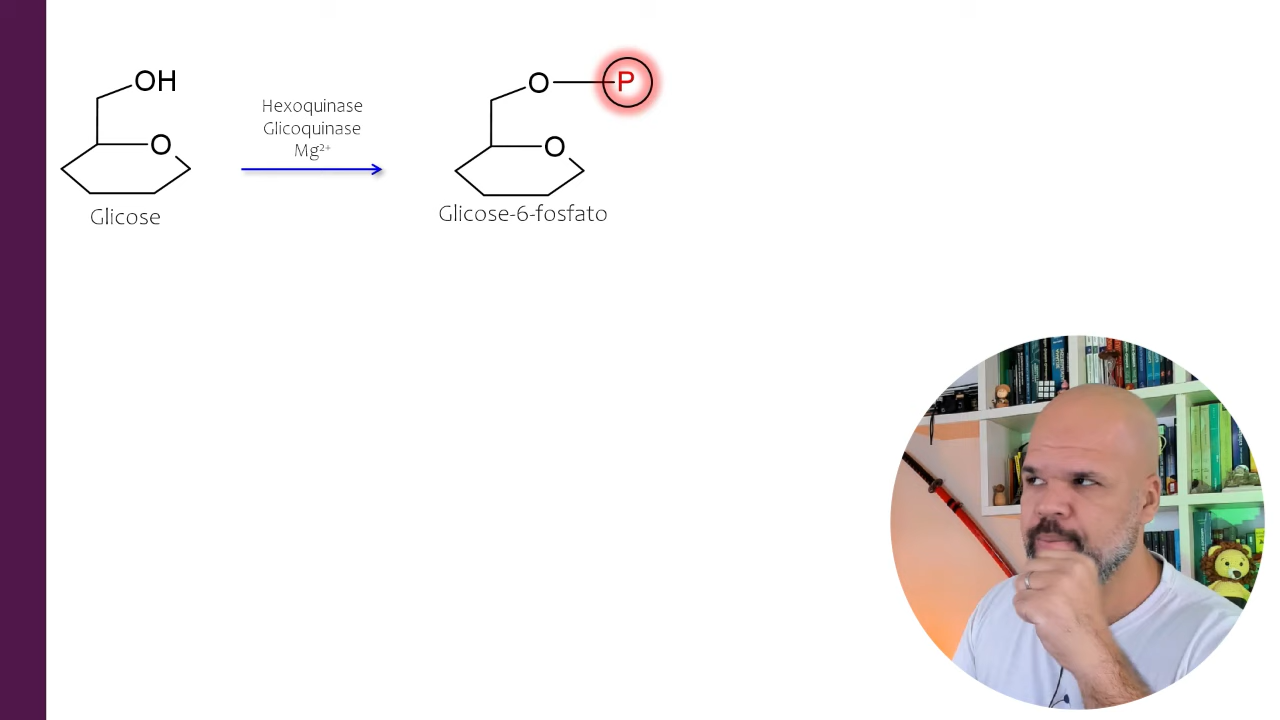 OH
O
Glicose
Hexoquinase
Glicoquinase
Mg²⁺
O
P
O
Glicose-6-fosfato